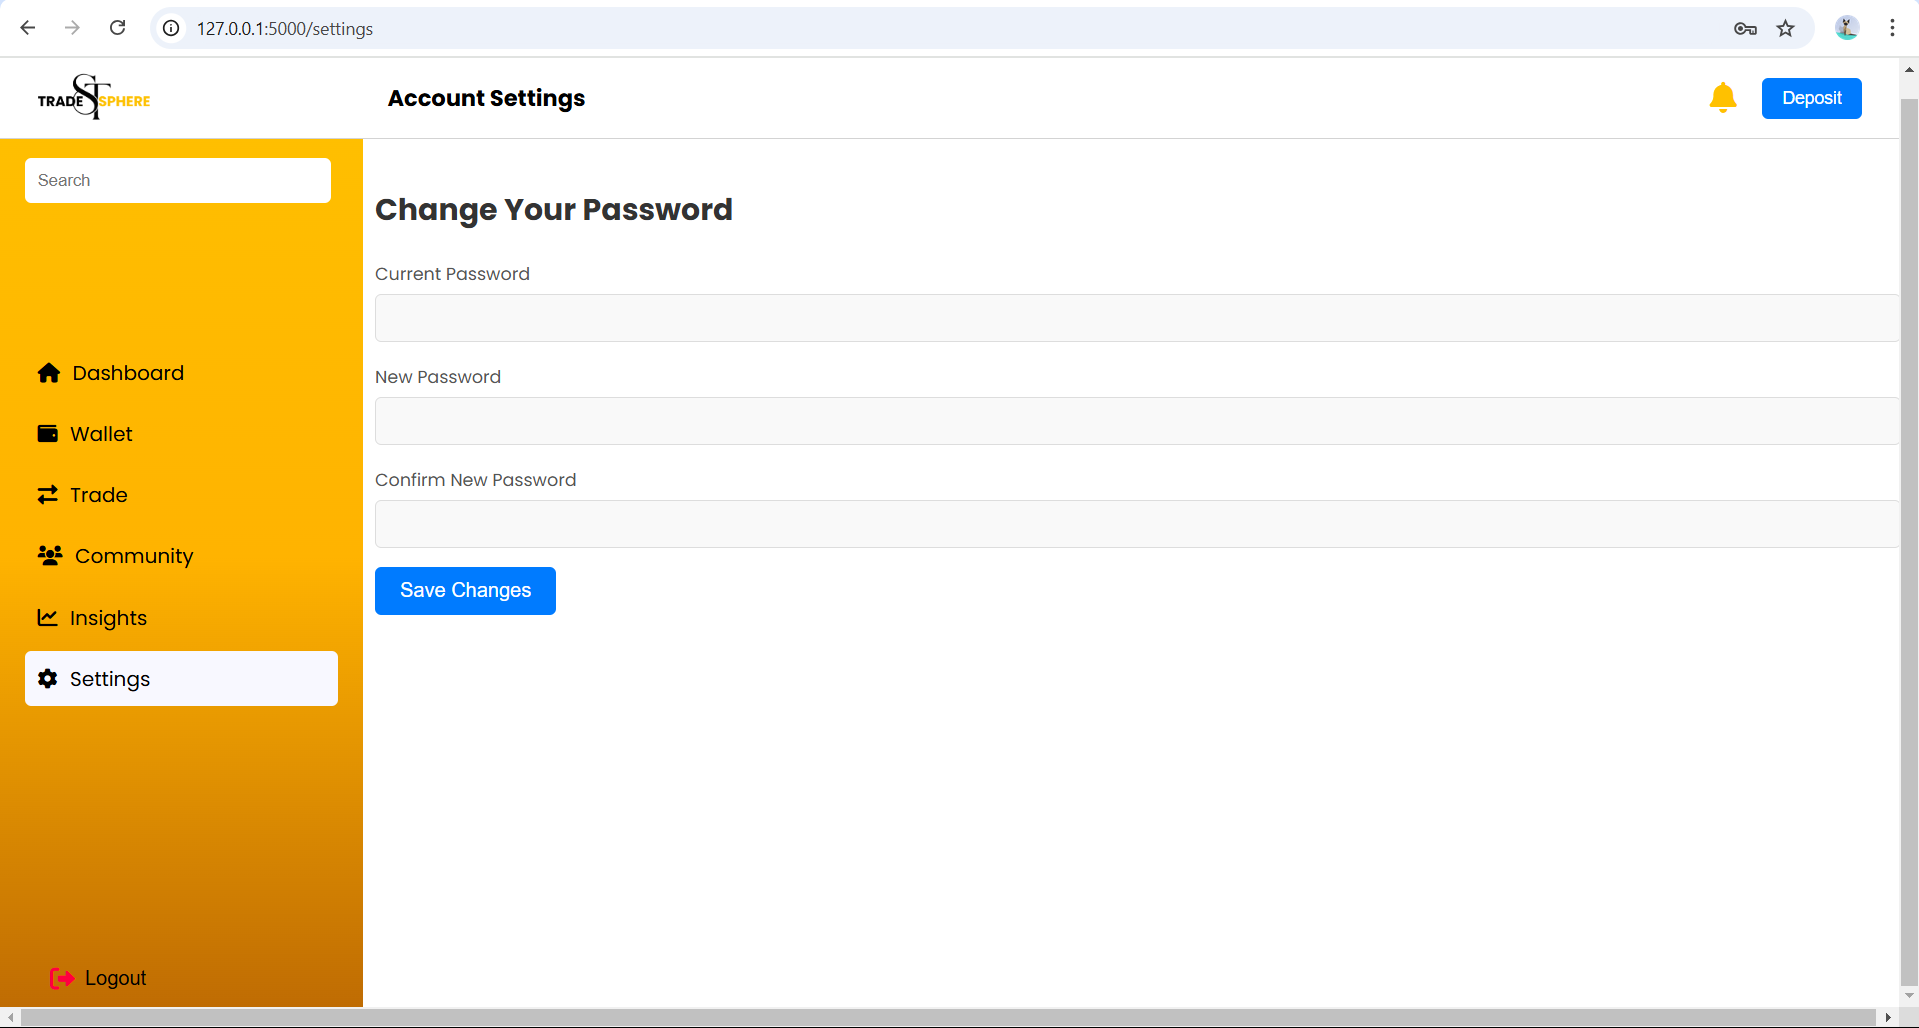 127.0.0.1:5000/settings
TRADE ST SPHERE
Account Settings
Deposit
Search
Change Your Password
Current Password
New Password
Confirm New Password
Save Changes
Dashboard
Wallet
Trade
Community
Insights
Settings
Logout